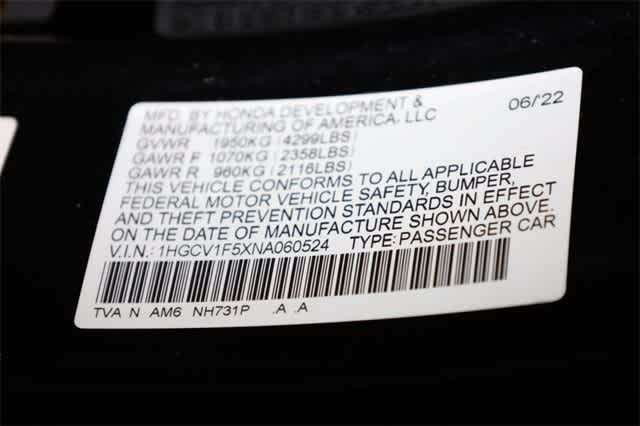 MFD. BY HONDA DEVELOPMENT & 06/'22
MANUFACTURING OF AMERICA, LLC
GVWR 1950KG (4299LBS)
GAWR F 1070KG (2358LBS)
GAWR R 960KG (2116LBS)
THIS VEHICLE CONFORMS TO ALL APPLICABLE
FEDERAL MOTOR VEHICLE SAFETY, BUMPER,
AND THEFT PREVENTION STANDARDS IN EFFECT
ON THE DATE OF MANUFACTURE SHOWN ABOVE.
V.I.N.: 1HGCV1F5XNA060524 TYPE: PASSENGER CAR
TVA N AM6 NH731P .A .A